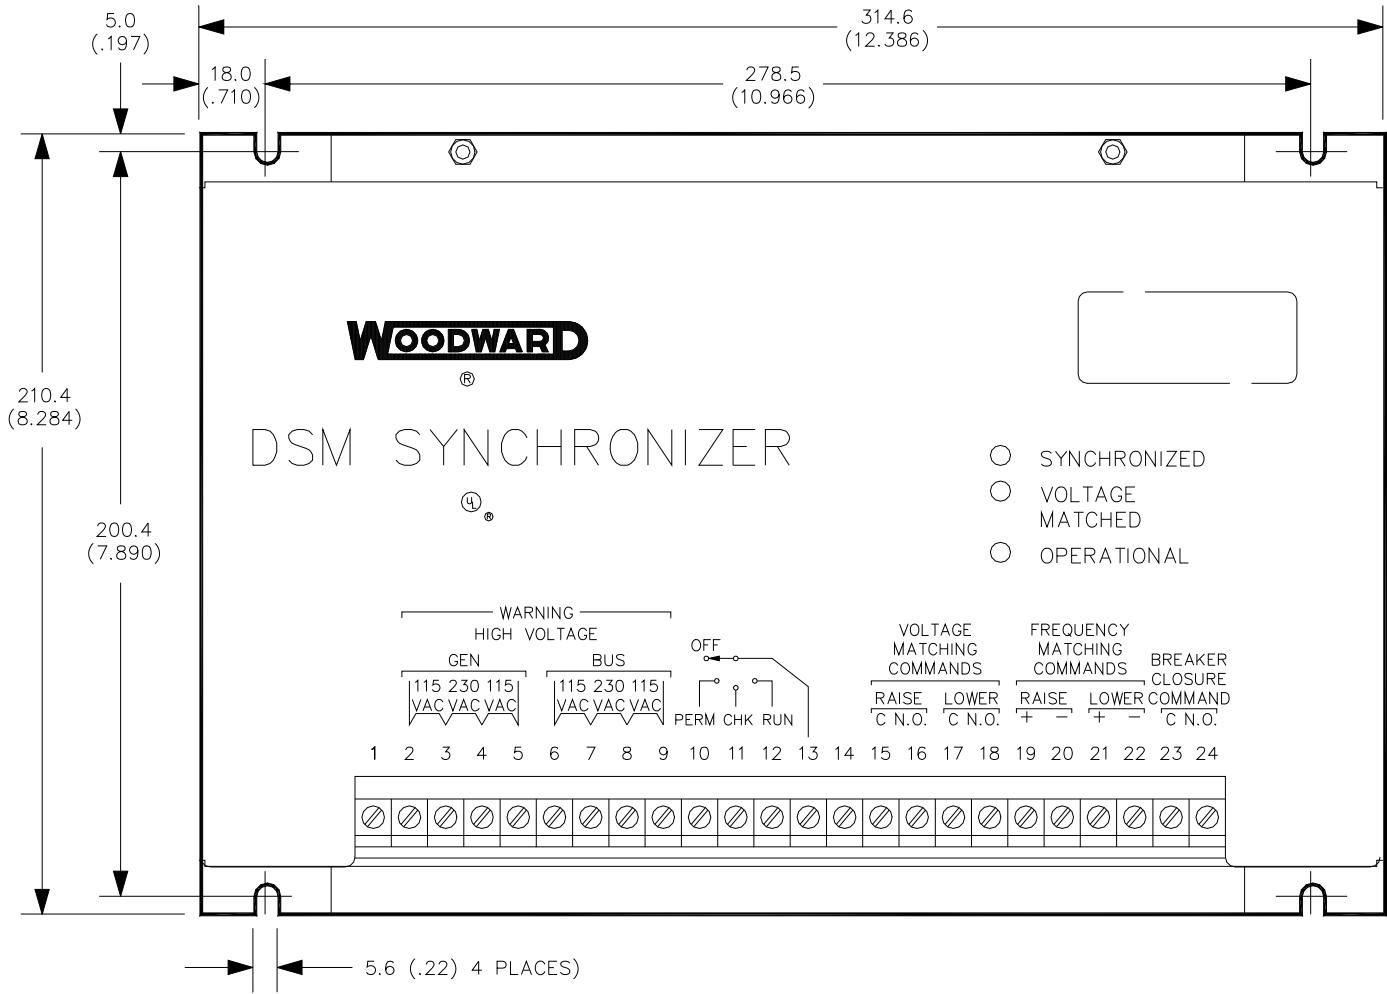 5.0
(.197)
314.6
(12.386)
18.0
(.710)
278.5
(10.966)
210.4
(8.284)
200.4
(7.890)
WOODWARD
®
DSM SYNCHRONIZER
UL
®
SYNCHRONIZED
VOLTAGE
MATCHED
OPERATIONAL
WARNING
HIGH VOLTAGE
GEN
115 230 115
VAC VAC VAC
BUS
115 230 115
VAC VAC VAC
OFF
PERM CHK RUN
VOLTAGE
MATCHING
COMMANDS
RAISE LOWER
C N.O. C N.O.
FREQUENCY
MATCHING
COMMANDS
RAISE LOWER
+ − + −
BREAKER
CLOSURE
COMMAND
C N.O.
1 2 3 4 5 6 7 8 9 10 11 12 13 14 15 16 17 18 19 20 21 22 23 24
5.6 (.22) 4 PLACES)